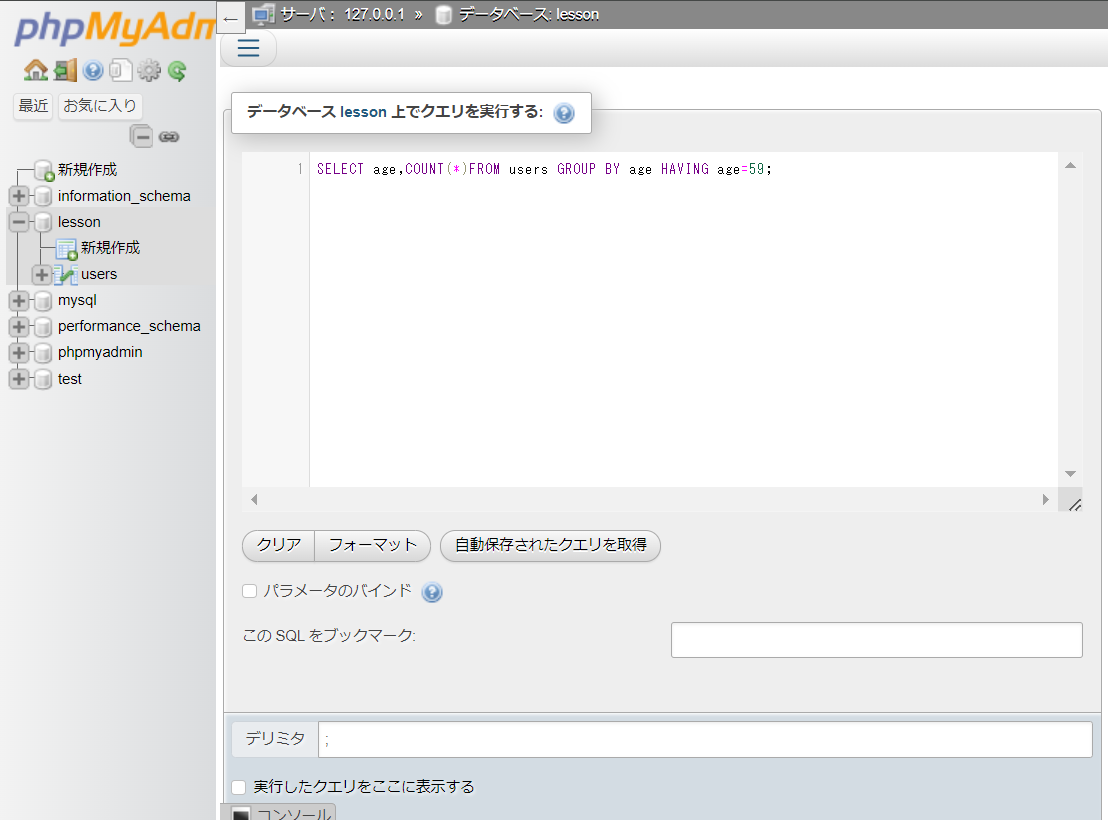 phpMyAdm
最近 お気に入り
新規作成
information_schema
lesson
新規作成
users
mysql
performance_schema
phpmyadmin
test
← サーバ: 127.0.0.1 » データベース: lesson
データベース lesson 上でクエリを実行する:
1 SELECT age,COUNT(*)FROM users GROUP BY age HAVING age=59;
クリア フォーマット 自動保存されたクエリを取得
パラメータのバインド
この SQL をブックマーク:
デリミタ ;
実行したクエリをここに表示する
コンソール